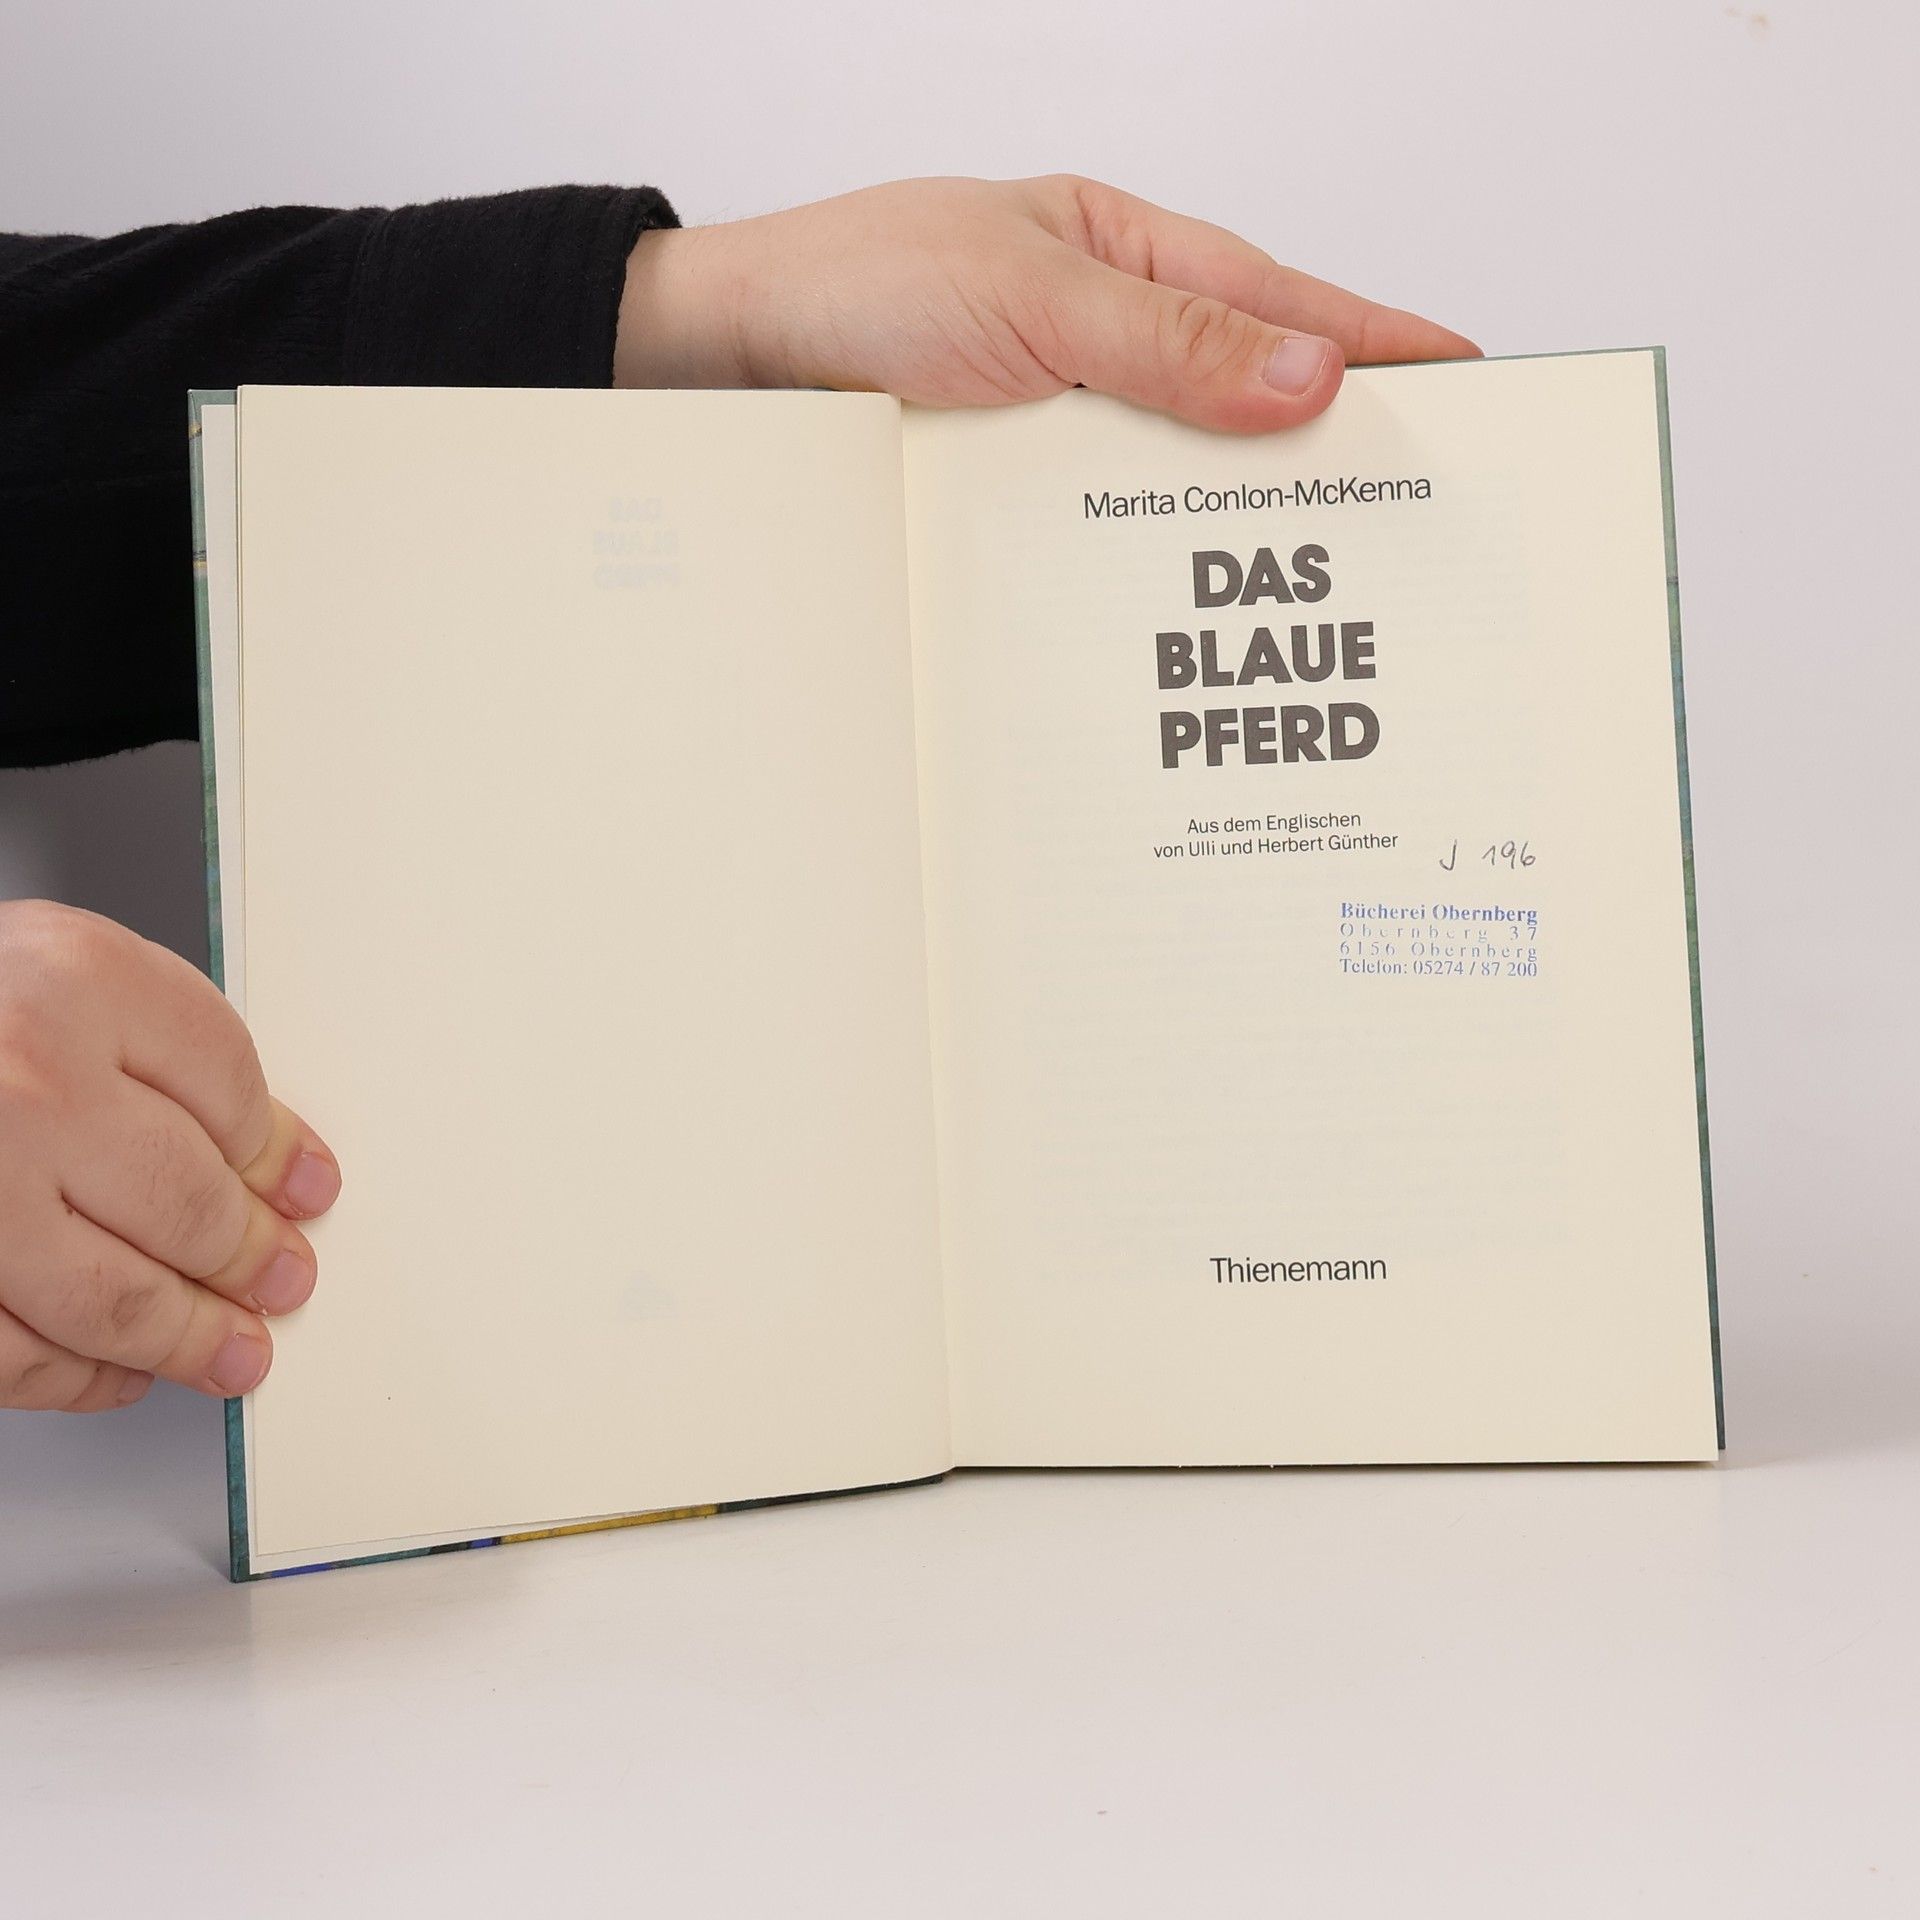 Marita Conlon-McKenna
DAS
BLAUE
PFERD
Aus dem Englischen
von Ulli und Herbert Günther
J 196
Bücherei Obernberg
Obernberg 37
6156 Obernberg
Telefon: 05274 / 87 200
Thienemann